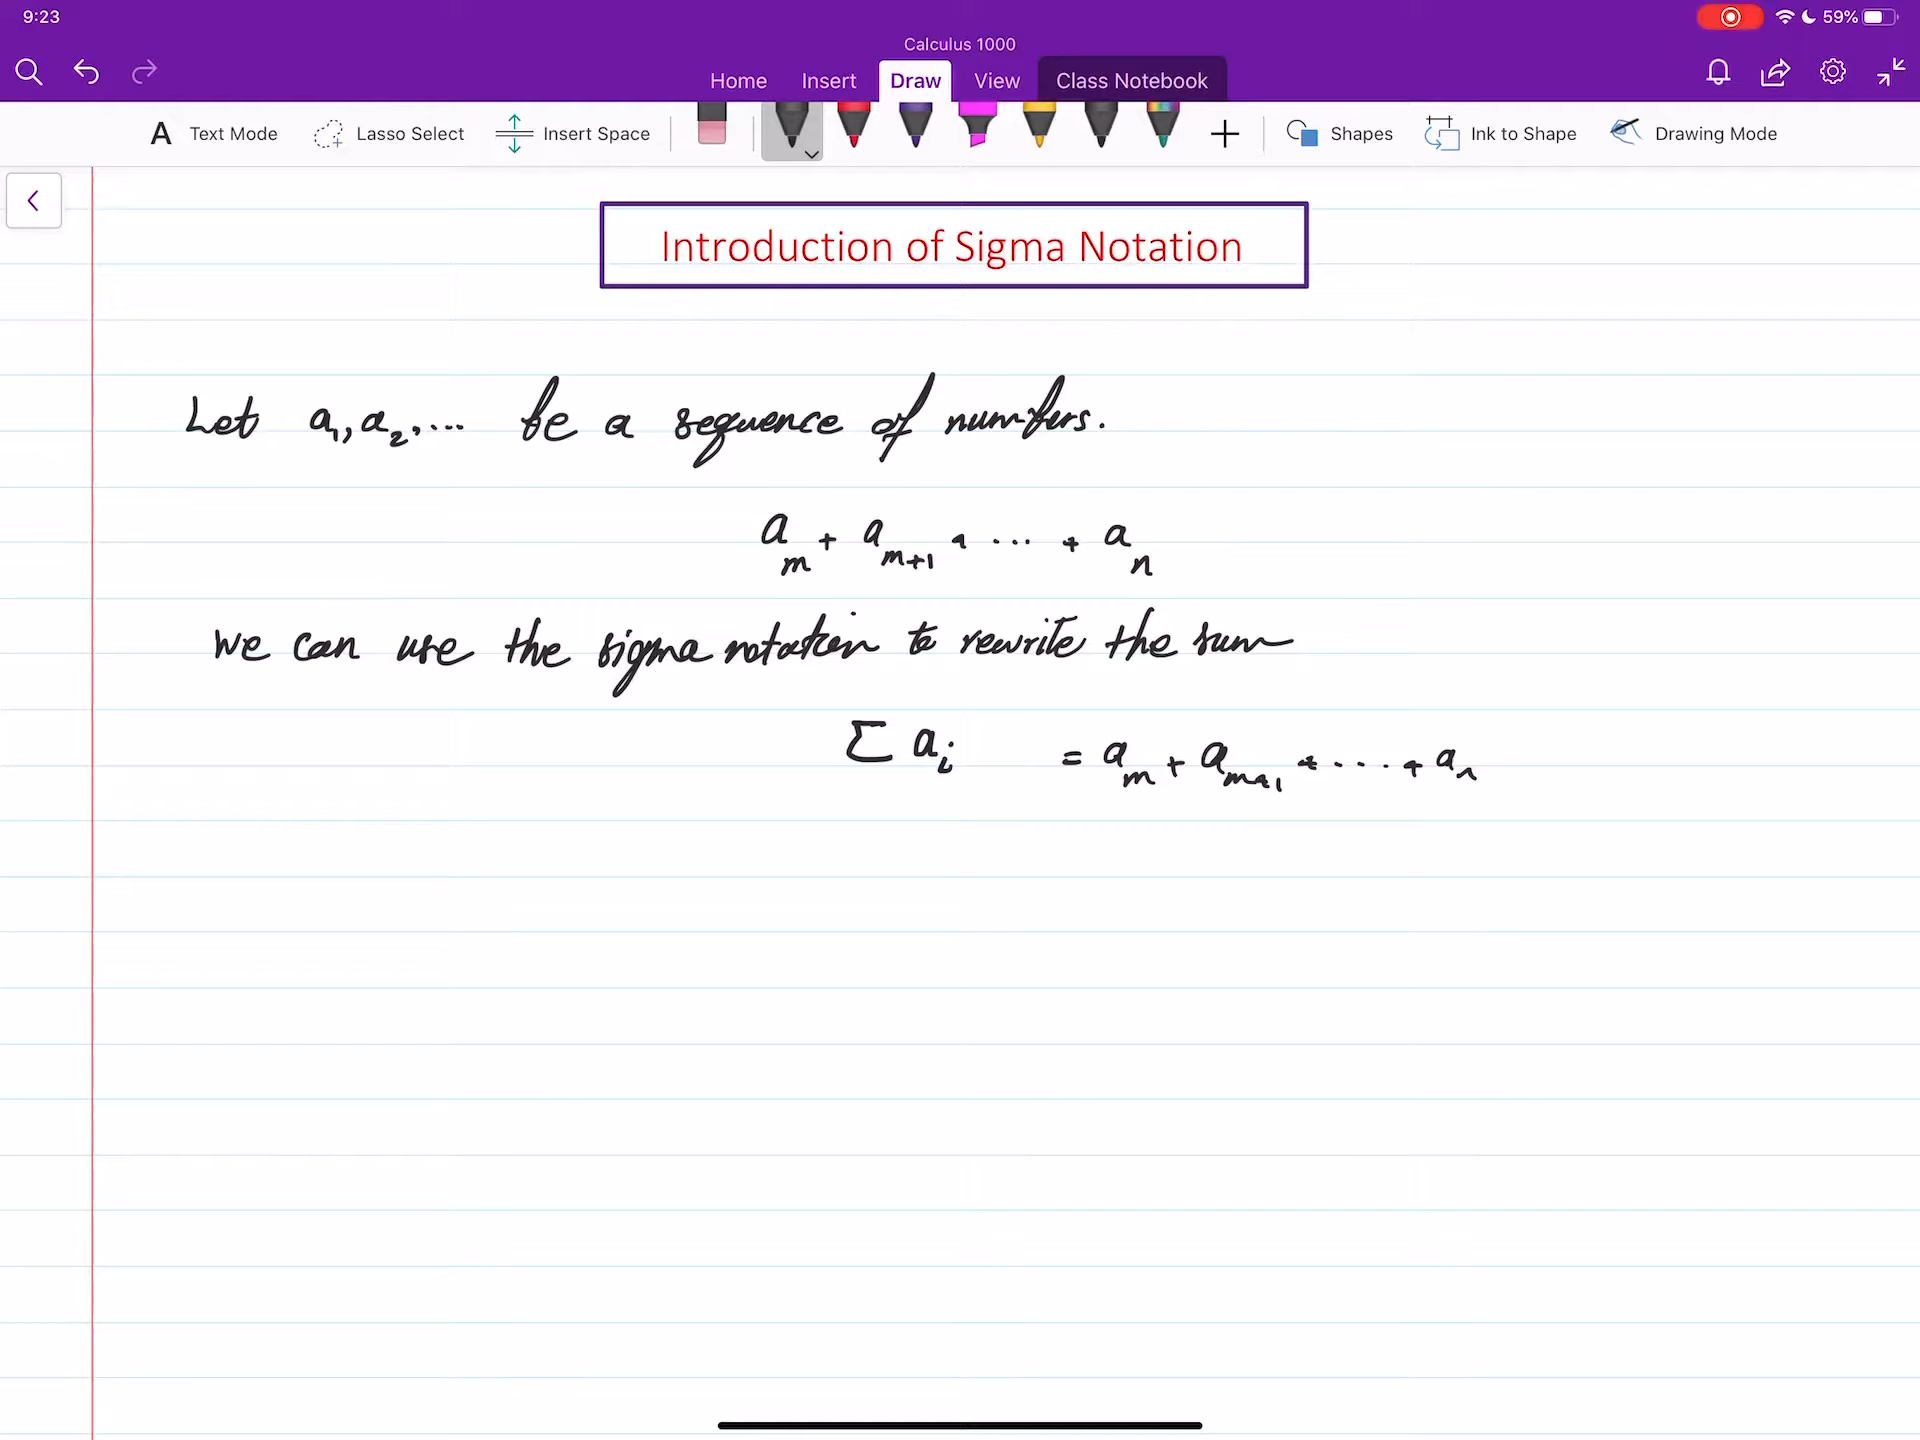 9:23
59%
Calculus 1000
Home Insert Draw View Class Notebook
A Text Mode Lasso Select Insert Space Shapes Ink to Shape Drawing Mode
Introduction of Sigma Notation
Let a₁, a₂, ... be a sequence of numbers.
aₘ + aₘ₊₁ + ... + aₙ
we can use the sigma notation to rewrite the sum
Σ aᵢ = aₘ + aₘ₊₁ + .... + aₙ